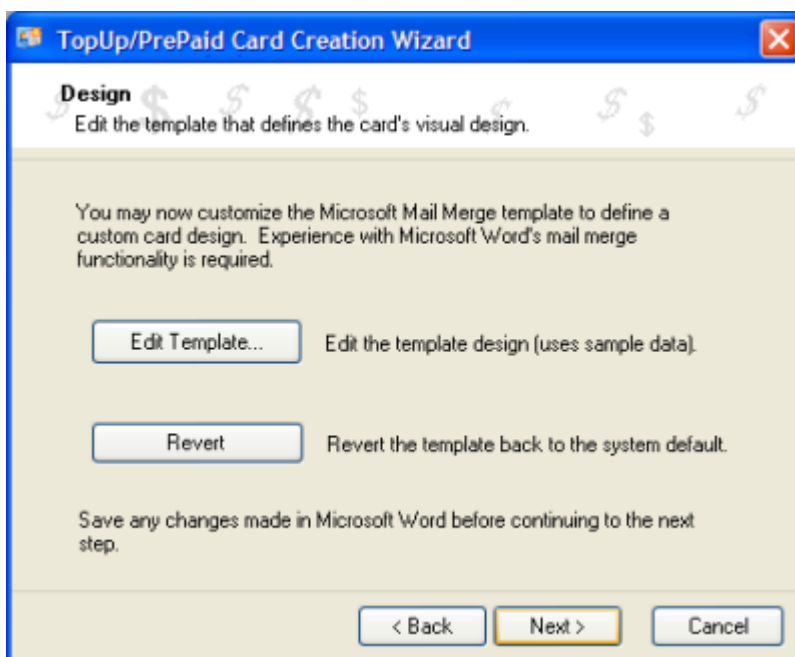 TopUp/PrePaid Card Creation Wizard
Design
Edit the template that defines the card's visual design.
You may now customize the Microsoft Mail Merge template to define a
custom card design. Experience with Microsoft Word's mail merge
functionality is required.
Edit Template...
Edit the template design (uses sample data).
Revert
Revert the template back to the system default.
Save any changes made in Microsoft Word before continuing to the next
step.
< Back
Next >
Cancel